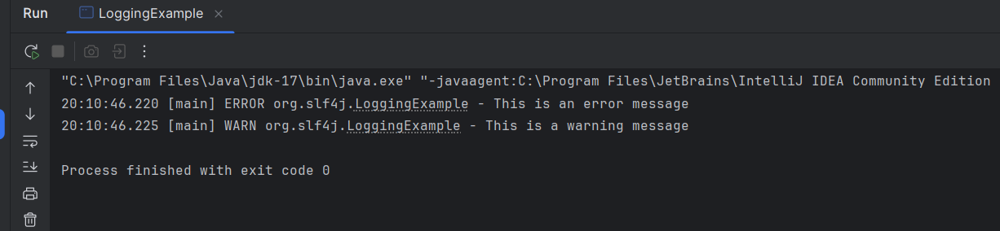 Run LoggingExample
"C:\Program Files\Java\jdk-17\bin\java.exe" "-javaagent:C:\Program Files\JetBrains\IntelliJ IDEA Community Edition
20:10:46.220 [main] ERROR org.slf4j.LoggingExample - This is an error message
20:10:46.225 [main] WARN org.slf4j.LoggingExample - This is a warning message
Process finished with exit code 0